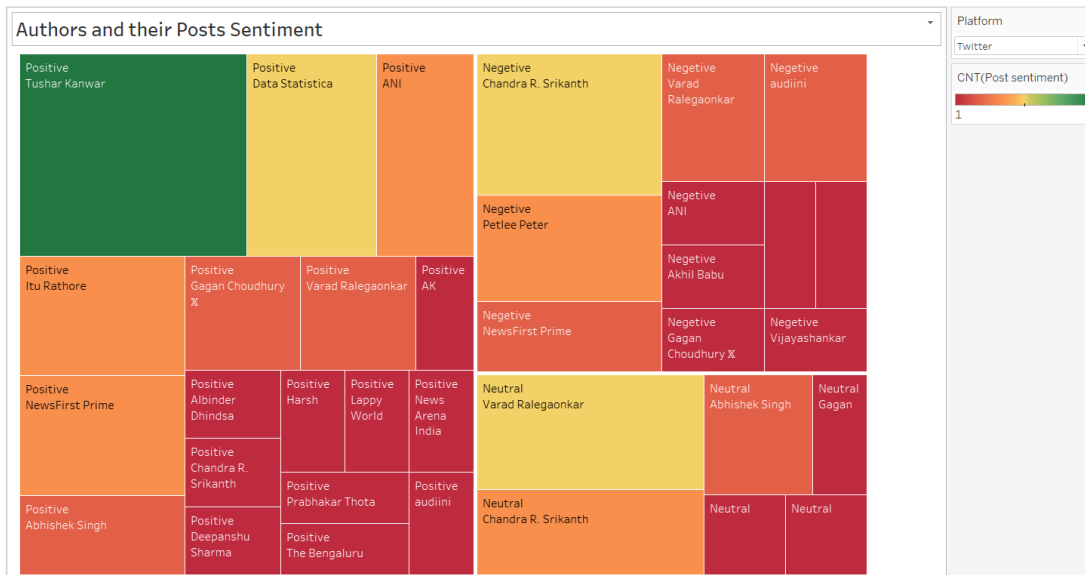 Authors and their Posts Sentiment
Positive
Tushar Kanwar
Positive
Data Statistica
Positive
ANI
Positive
Itu Rathore
Positive
Gagan Choudhury
𝕏
Positive
Varad Ralegaonkar
Positive
AK
Positive
NewsFirst Prime
Positive
Abhishek Singh
Positive
Albinder
Dhindsa
Positive
Harsh
Positive
Lappy
World
Positive
News
Arena
India
Positive
Chandra R.
Srikanth
Positive
Deepanshu
Sharma
Positive
Prabhakar Thota
Positive
The Bengaluru
Positive
audiini
Negetive
Chandra R. Srikanth
Negetive
Varad
Ralegaonkar
Negetive
audiini
Negetive
Petlee Peter
Negetive
ANI
Negetive
Akhil Babu
Negetive
NewsFirst Prime
Negetive
Gagan
Choudhury 𝕏
Negetive
Vijayashankar
Neutral
Varad Ralegaonkar
Neutral
Abhishek Singh
Neutral
Gagan
Neutral
Chandra R. Srikanth
Neutral
Neutral
Platform
Twitter
CNT(Post sentiment)
1